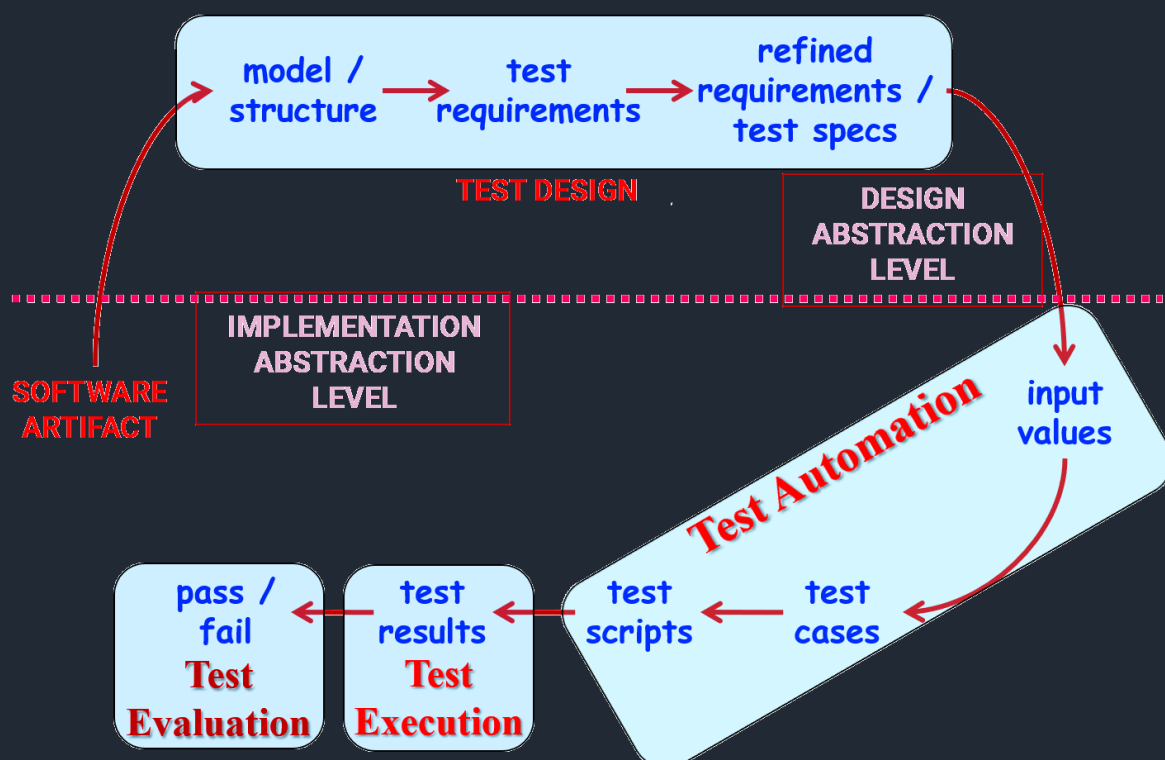 model /
structure
test
requirements
refined
requirements /
test specs
TEST DESIGN
DESIGN
ABSTRACTION
LEVEL
IMPLEMENTATION
ABSTRACTION
LEVEL
SOFTWARE
ARTIFACT
input
values
Test Automation
test
cases
test
scripts
test
results
Test
Execution
pass /
fail
Test
Evaluation